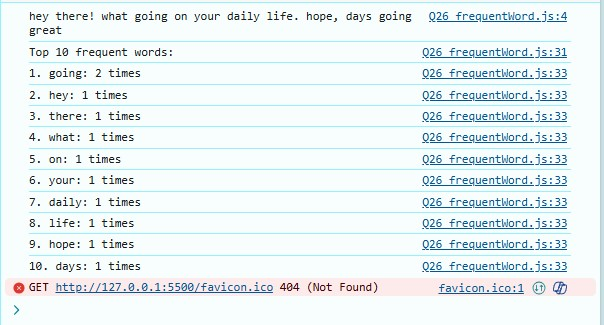 hey there! what going on your daily life. hope, days going Q26 frequentWord.js:4
great
Top 10 frequent words: Q26 frequentWord.js:31
1. going: 2 times Q26 frequentWord.js:33
2. hey: 1 times Q26 frequentWord.js:33
3. there: 1 times Q26 frequentWord.js:33
4. what: 1 times Q26 frequentWord.js:33
5. on: 1 times Q26 frequentWord.js:33
6. your: 1 times Q26 frequentWord.js:33
7. daily: 1 times Q26 frequentWord.js:33
8. life: 1 times Q26 frequentWord.js:33
9. hope: 1 times Q26 frequentWord.js:33
10. days: 1 times Q26 frequentWord.js:33
GET http://127.0.0.1:5500/favicon.ico 404 (Not Found) favicon.ico:1